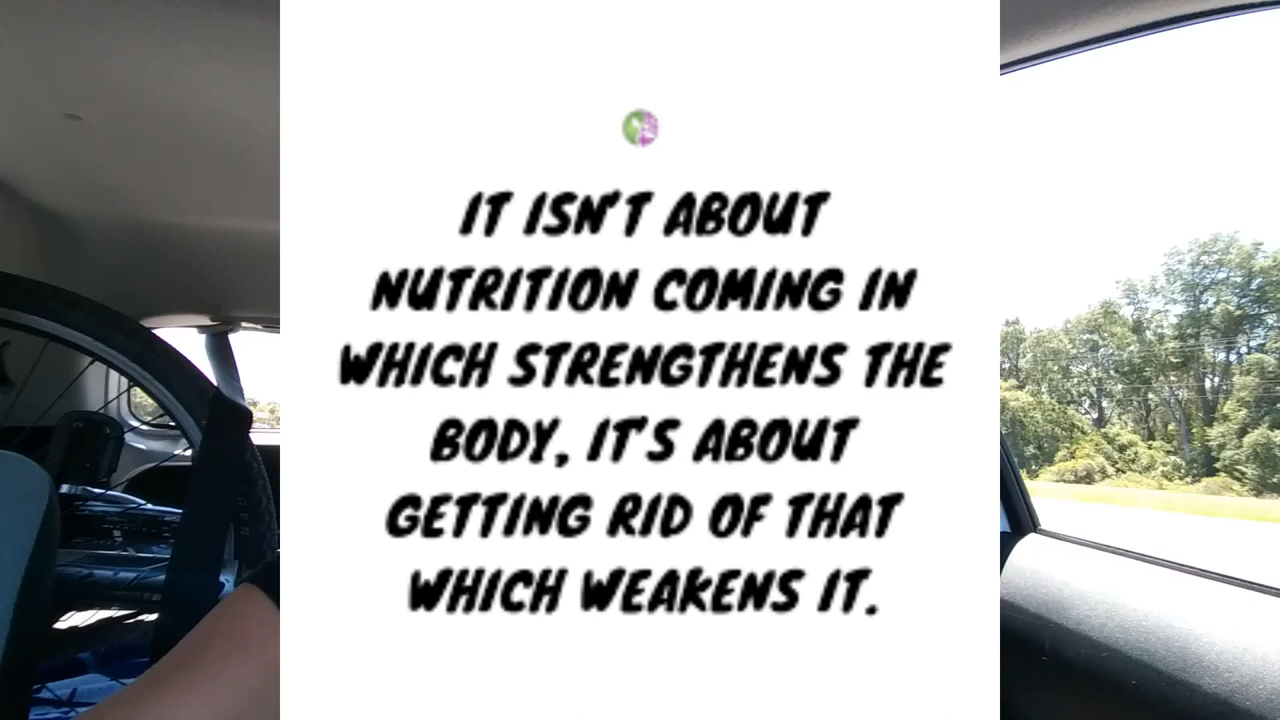 IT ISN'T ABOUT
NUTRITION COMING IN
WHICH STRENGTHENS THE
BODY, IT'S ABOUT
GETTING RID OF THAT
WHICH WEAKENS IT.